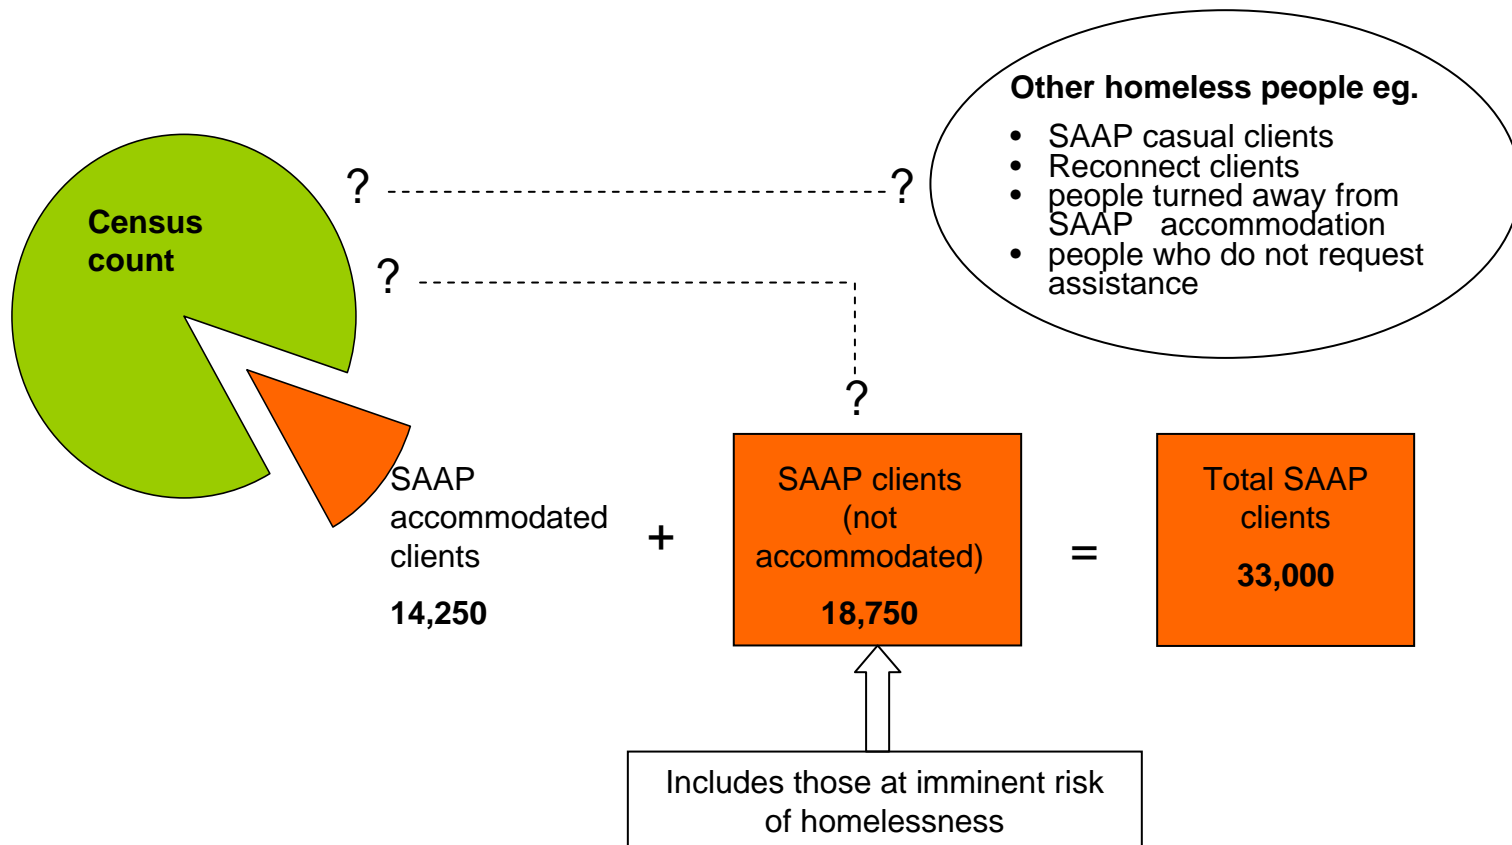 Other homeless people eg.
• SAAP casual clients
• Reconnect clients
• people turned away from
SAAP accommodation
• people who do not request
assistance
? ?
Census
count
?
?
SAAP
accommodated
clients
14,250
+
SAAP clients
(not
accommodated)
18,750
=
Total SAAP
clients
33,000
Includes those at imminent risk
of homelessness